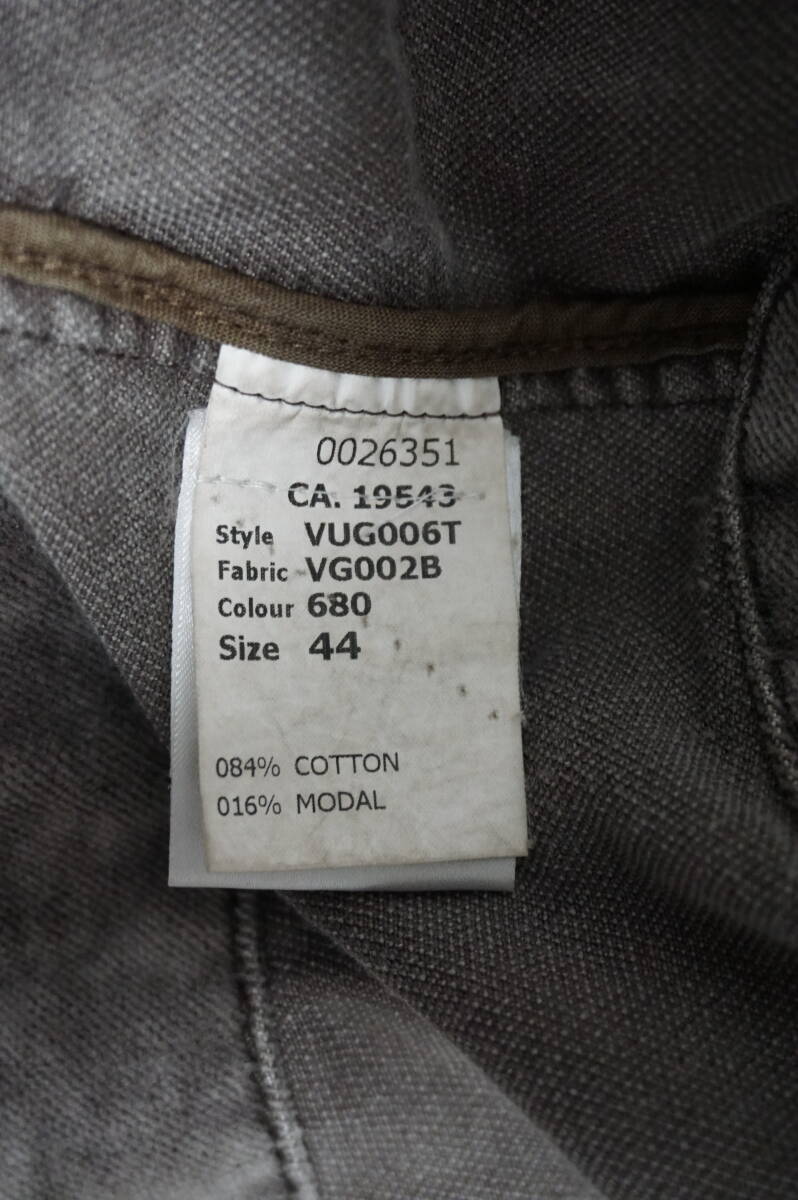 0026351
CA. 19543
Style VUG006T
Fabric VG002B
Colour 680
Size 44
084% COTTON
016% MODAL